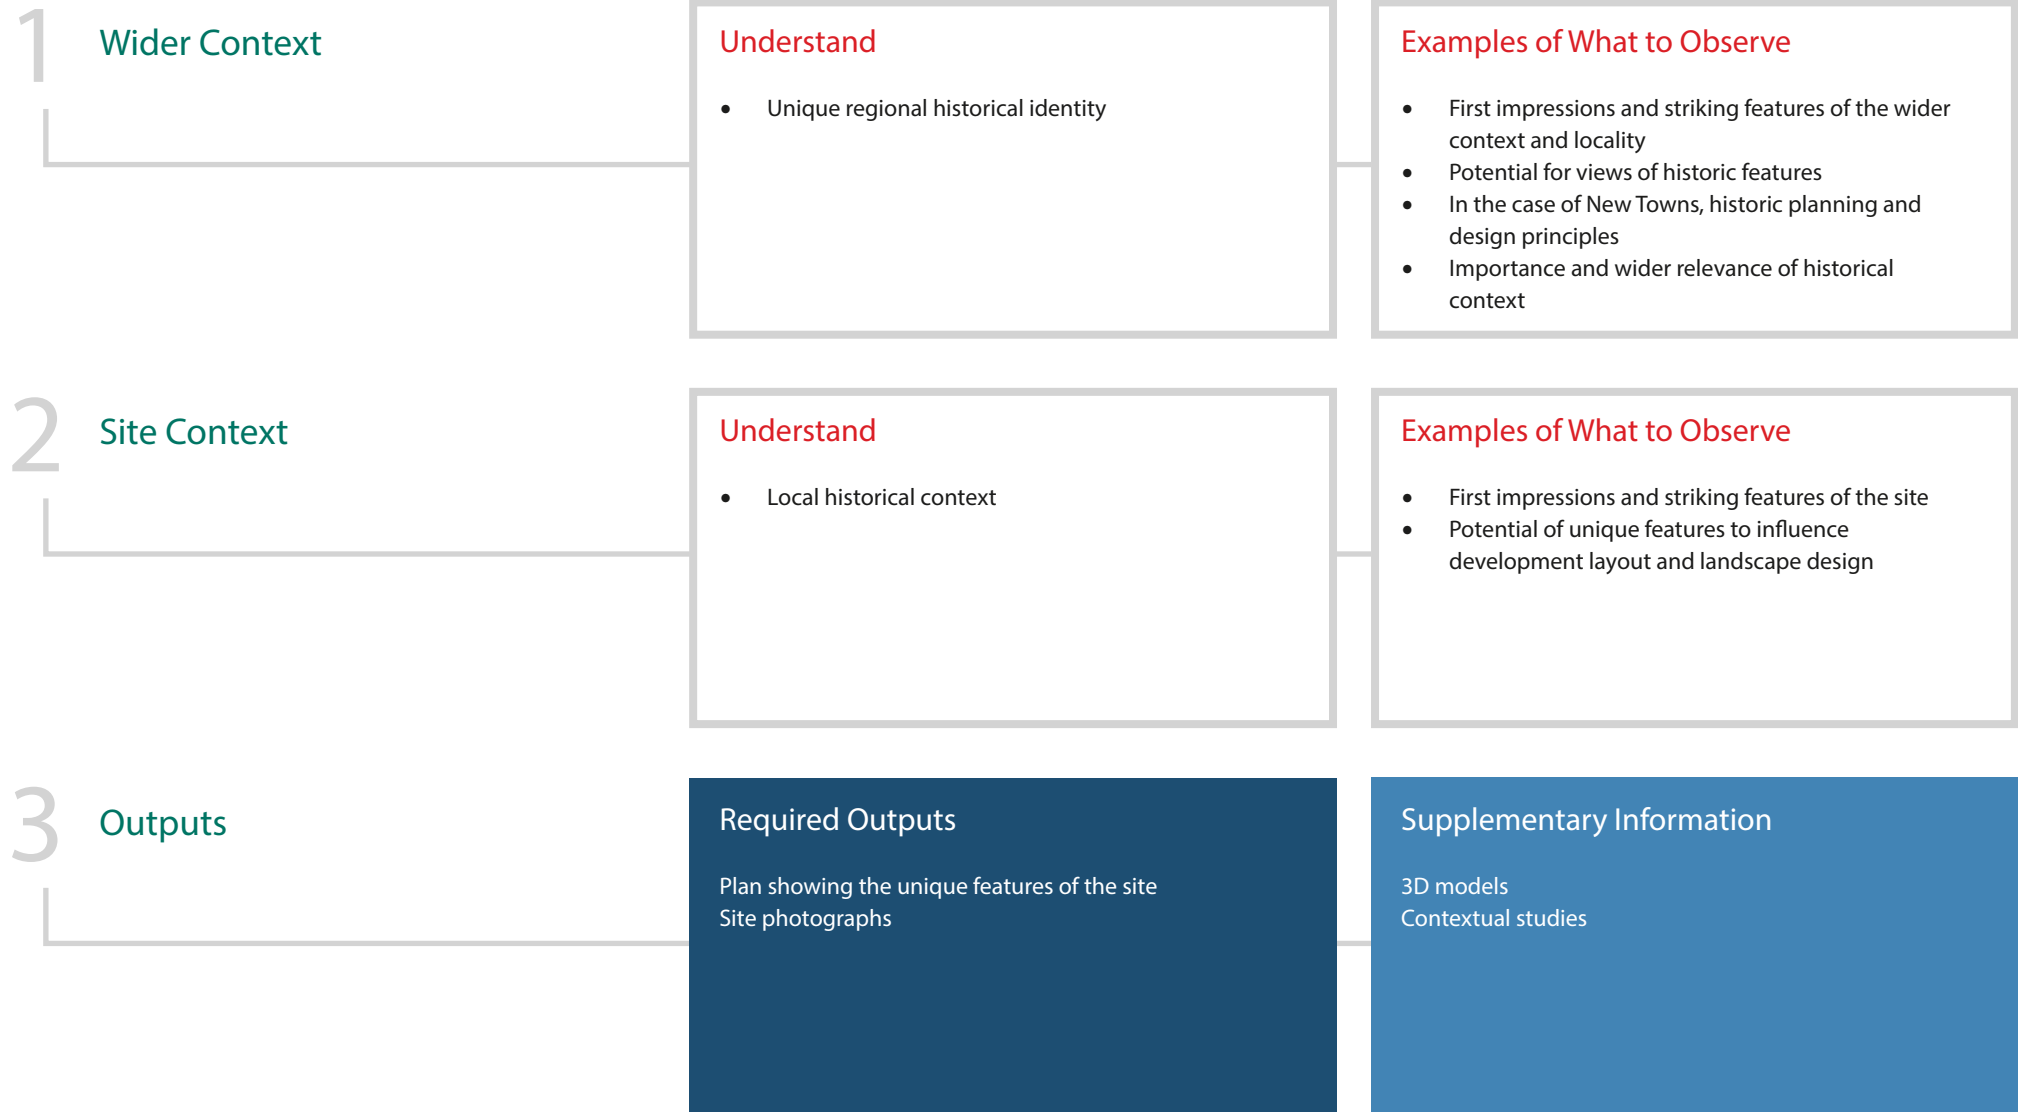 1
Wider Context
Understand
• Unique regional historical identity
Examples of What to Observe
• First impressions and striking features of the wider
context and locality
• Potential for views of historic features
• In the case of New Towns, historic planning and
design principles
• Importance and wider relevance of historical
context
2
Site Context
Understand
• Local historical context
Examples of What to Observe
• First impressions and striking features of the site
• Potential of unique features to influence
development layout and landscape design
3
Outputs
Required Outputs
Plan showing the unique features of the site
Site photographs
Supplementary Information
3D models
Contextual studies